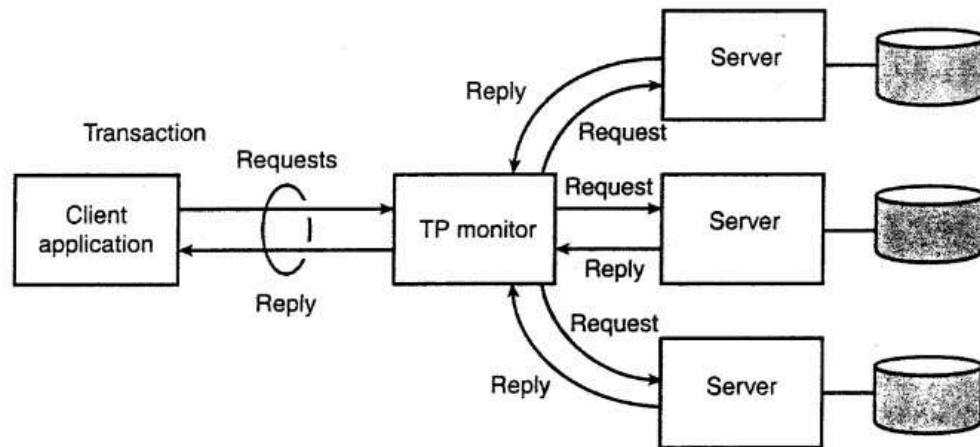 Server
Reply
Request
Transaction
Requests
Client
application
TP monitor
Request
Server
Reply
Reply
Request
Reply
Server